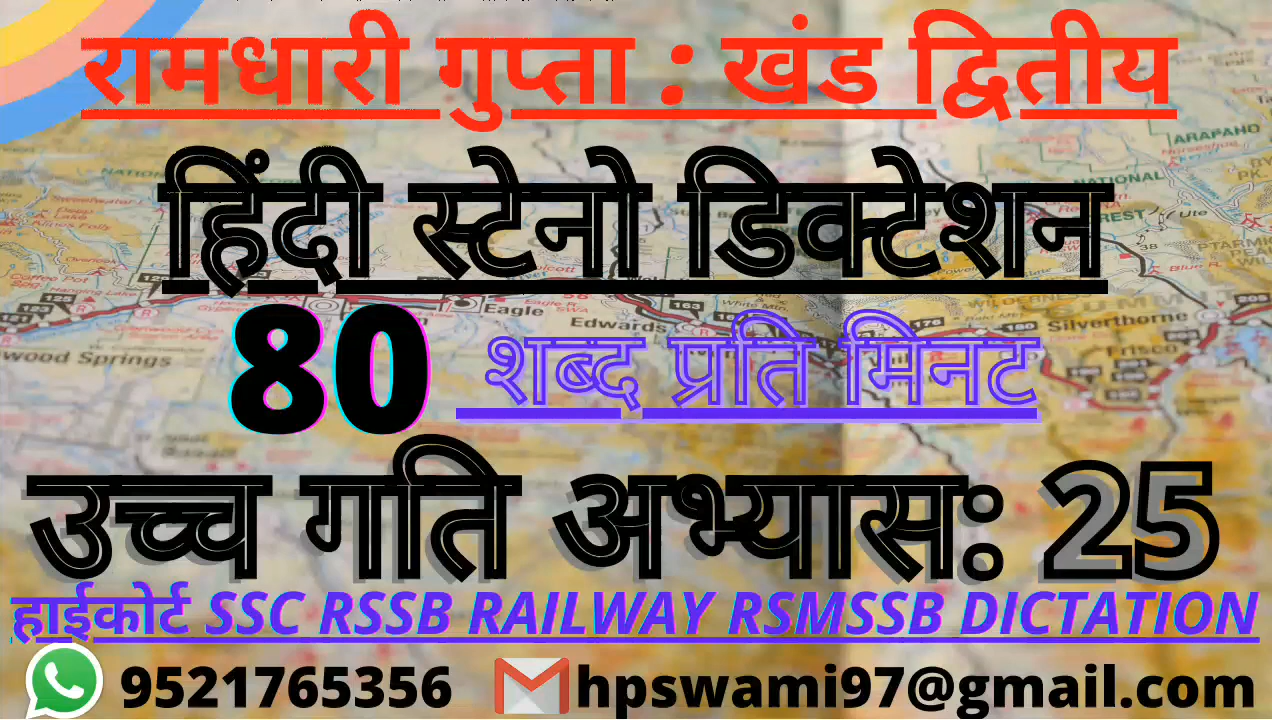 रामधारी गुप्ता : खंड द्वितीय
हिंदी स्टेनो डिक्टेशन
80 शब्द प्रति मिनट
उच्च गति अभ्यास: 25
हाईकोर्ट SSC RSSB RAILWAY RSMSSB DICTATION
9521765356 hpswami97@gmail.com